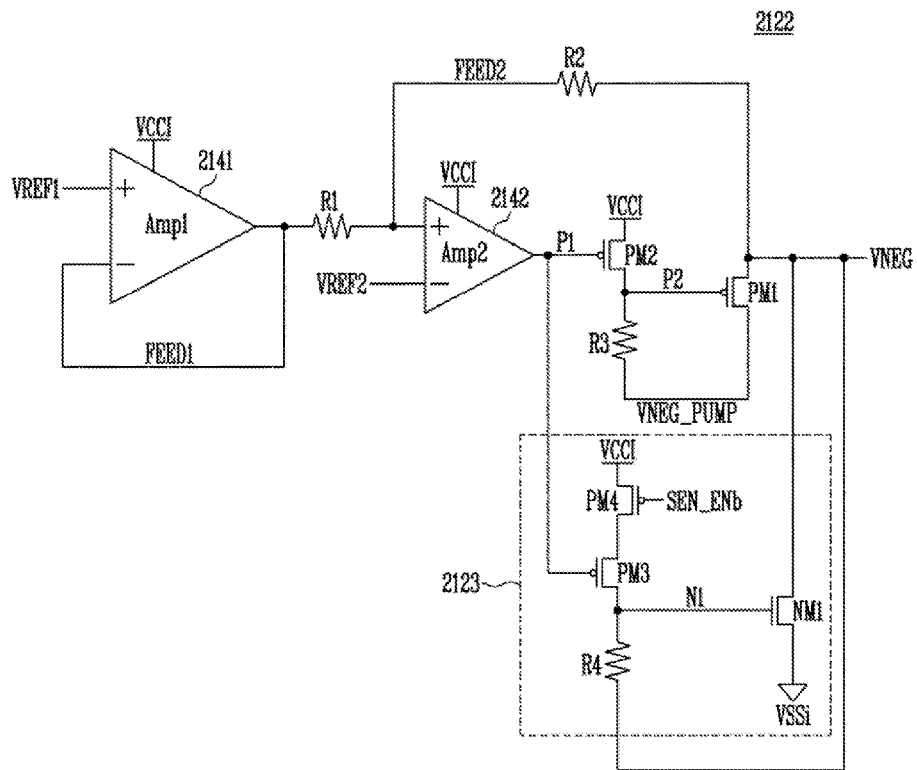 2122
R2
FEED2
VCCI
2141
VCCI
2142
VREF1
+
Amp1
−
R1
+
Amp2
−
VREF2
P1
VCCI
PM2
P2
PM1
VNEG
R3
FEED1
VNEG_PUMP
VCCI
PM4
SEN_ENb
2123
PM3
N1
NM1
R4
VSSi